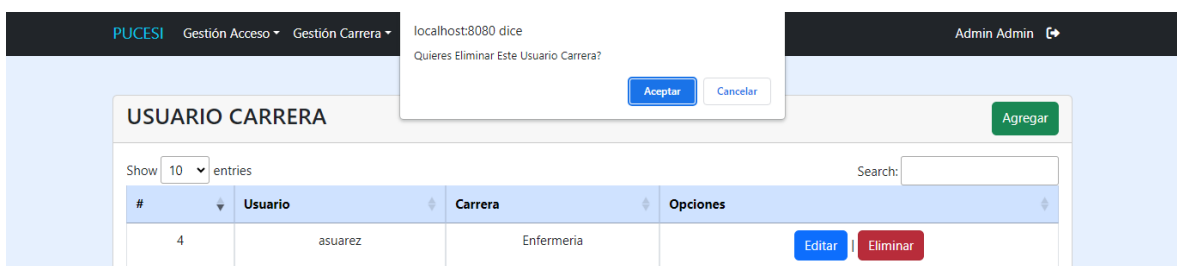 PUCESI Gestión Acceso Gestión Carrera Admin Admin
localhost:8080 dice
Quieres Eliminar Este Usuario Carrera?
Aceptar Cancelar
USUARIO CARRERA Agregar
Show 10 entries Search:
# Usuario Carrera Opciones
4 asuarez Enfermeria Editar | Eliminar